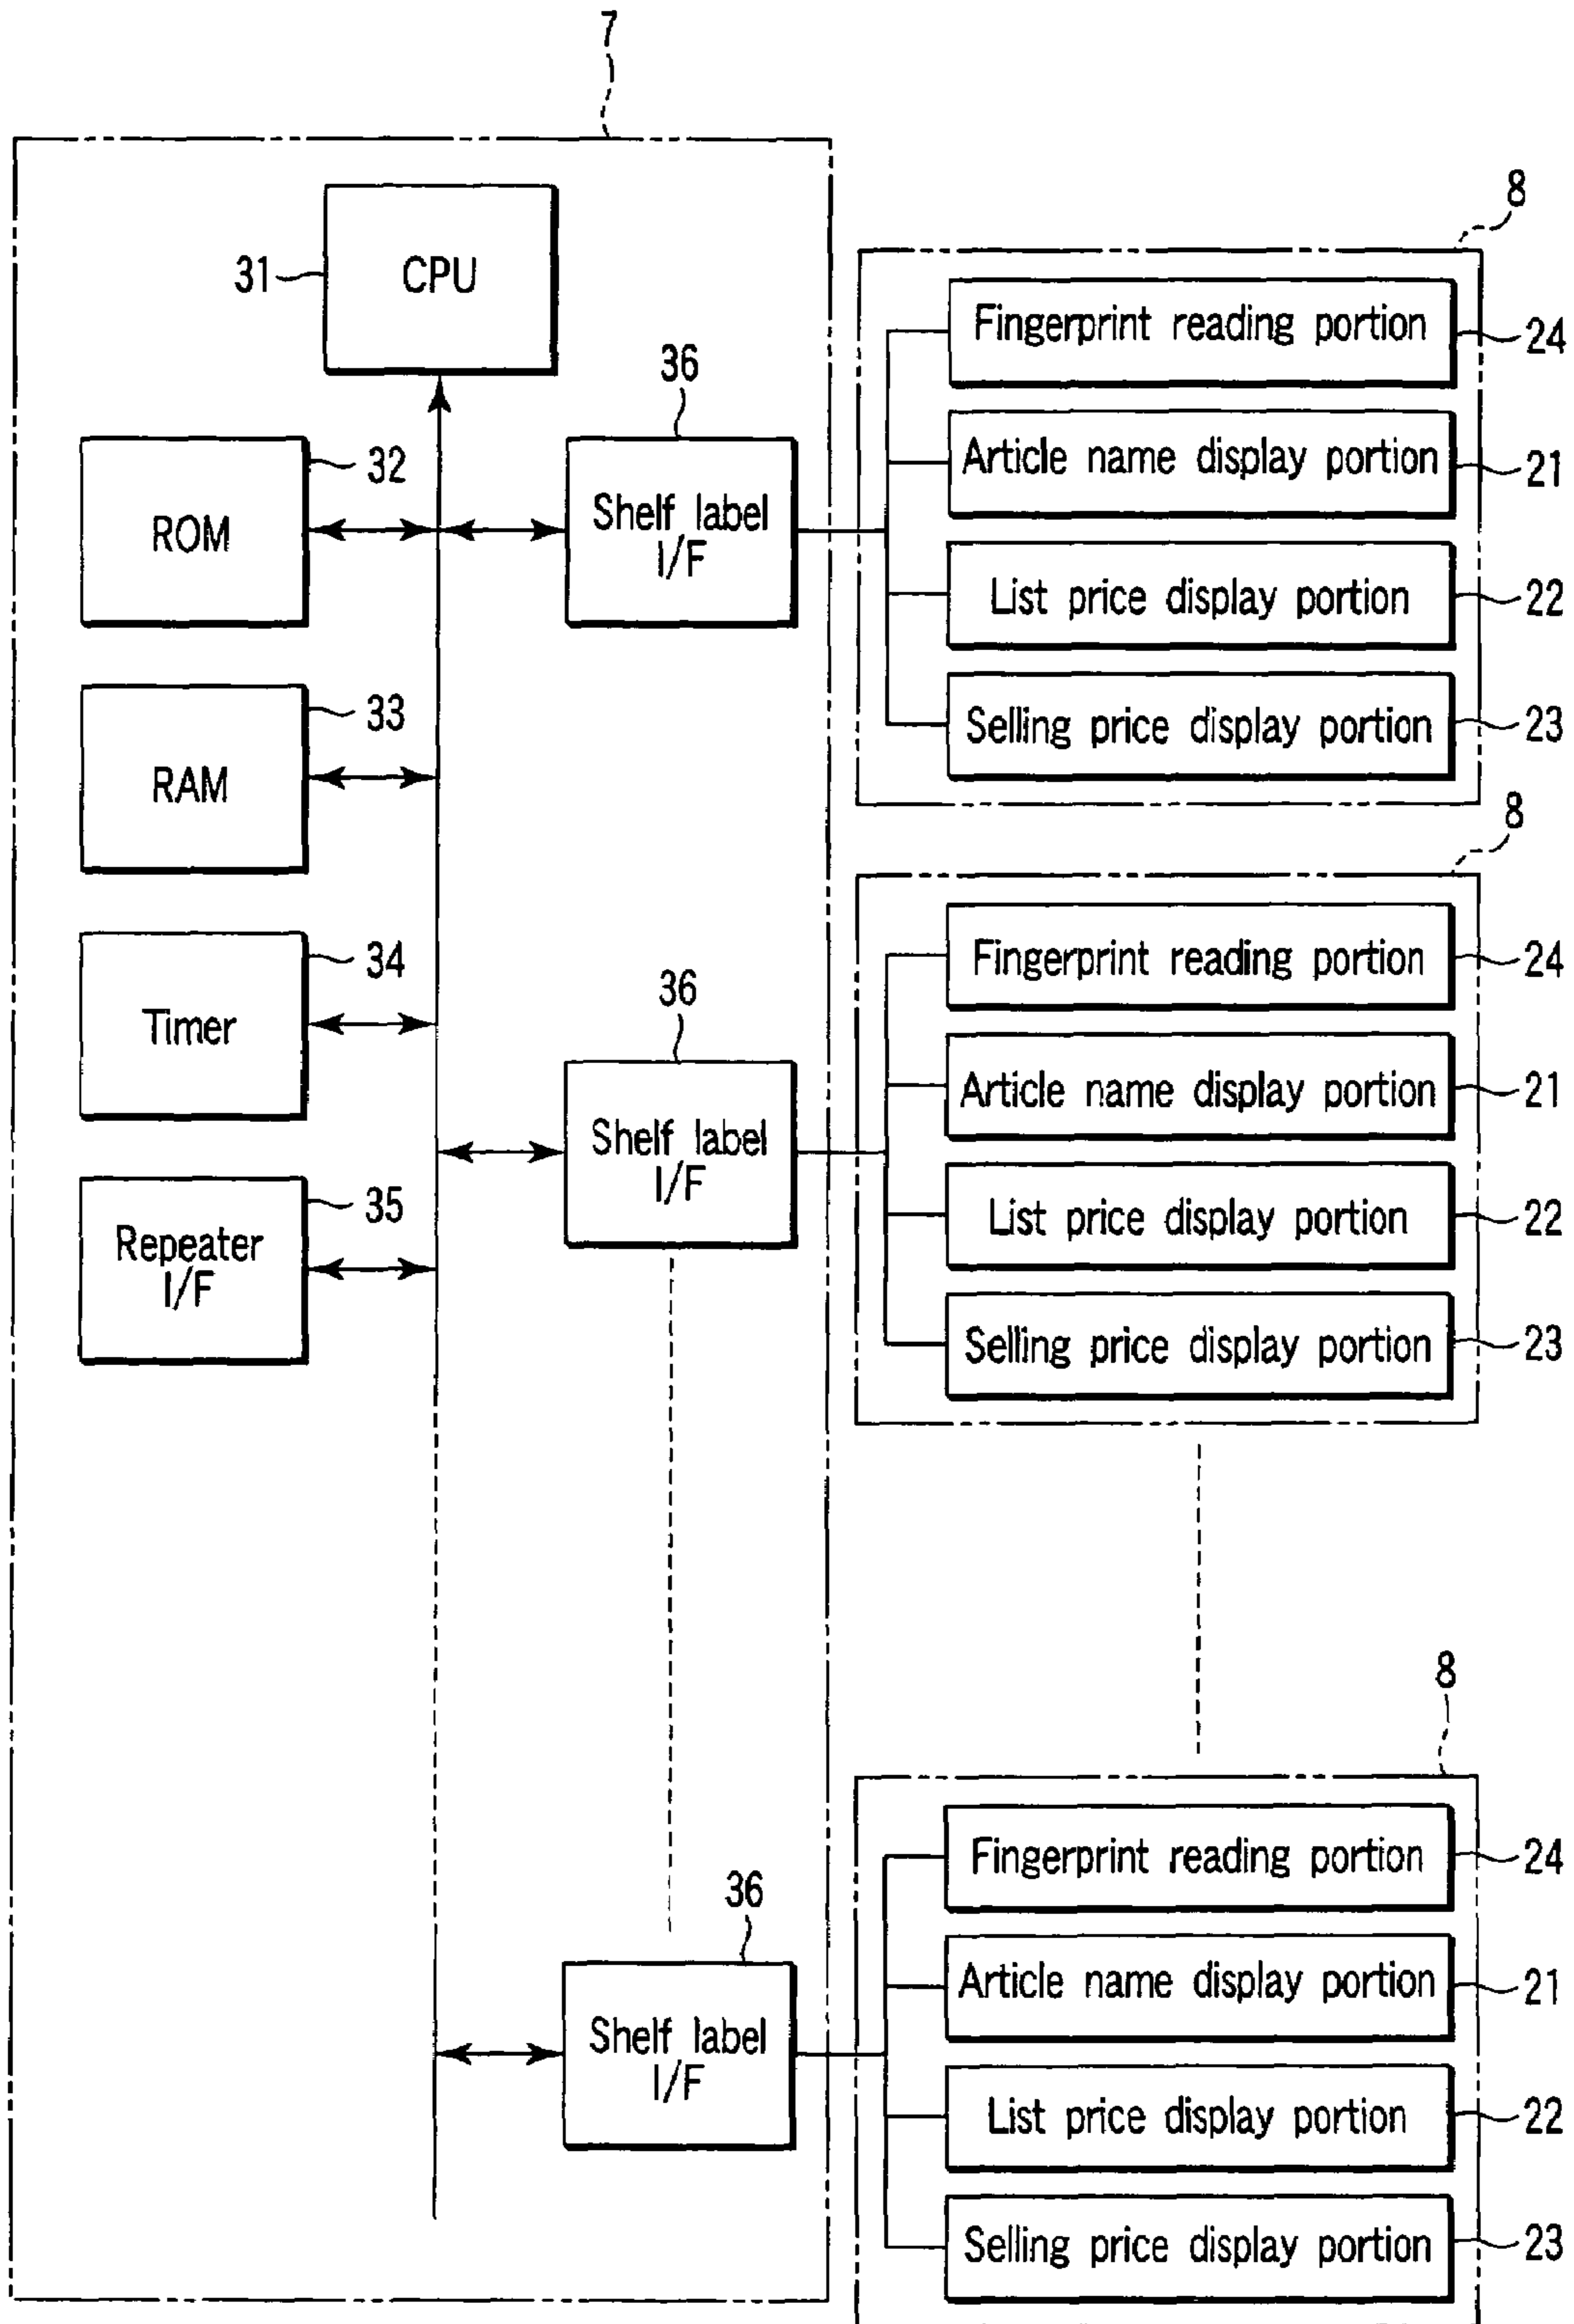 7
31
CPU
36
ROM
32
Shelf label
I/F
RAM
33
Timer
34
36
Shelf label
I/F
Repeater
I/F
35
36
Shelf label
I/F
8
Fingerprint reading portion
24
Article name display portion
21
List price display portion
22
Selling price display portion
23
8
Fingerprint reading portion
24
Article name display portion
21
List price display portion
22
Selling price display portion
23
8
Fingerprint reading portion
24
Article name display portion
21
List price display portion
22
Selling price display portion
23